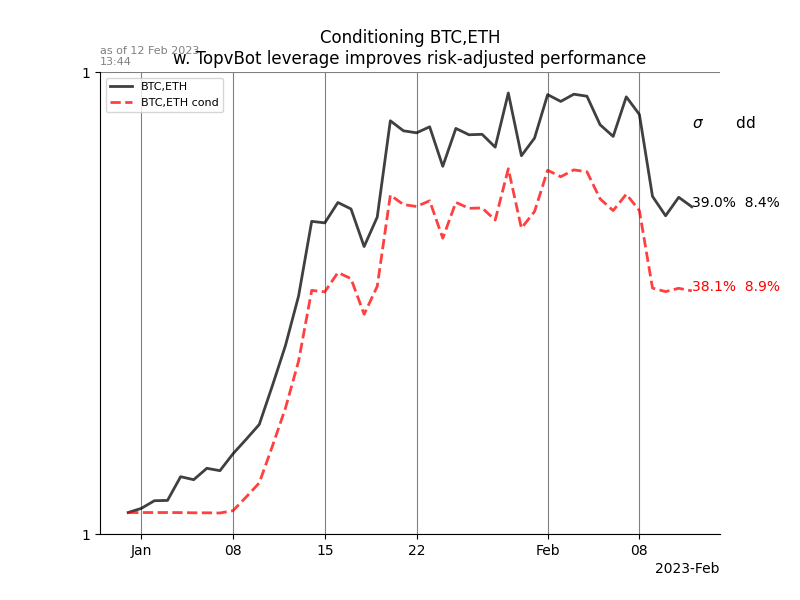 Conditioning BTC,ETH
w. TopvBot leverage improves risk-adjusted performance
as of 12 Feb 2023
13:44
1
BTC,ETH
BTC,ETH cond
σ dd
39.0% 8.4%
38.1% 8.9%
1
Jan 08 15 22 Feb 08
2023-Feb